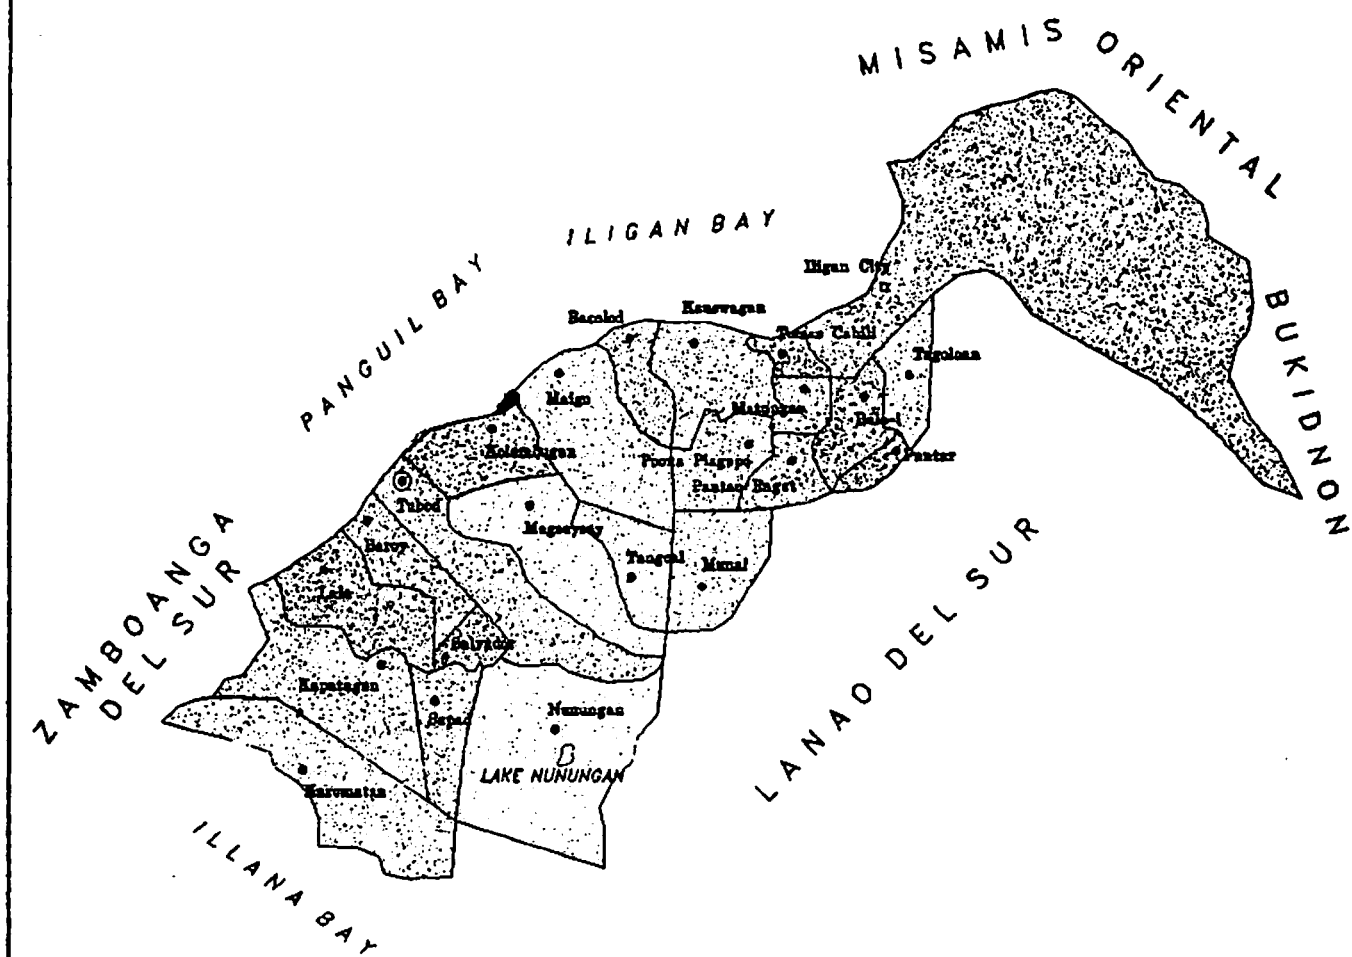 MISAMIS ORIENTAL
ILIGAN BAY
PANGUIL BAY
BUKIDNON
Iligan City
Kauswagan
Bacolod
Tagoloan
Maigo
Kolambugan
Pantar
Poona Piagapo
Pantao Ragat
Tubod
Magsaysay
Baroy
Tangcal
Munai
Lala
Salvador
Kapatagan
Sapad
Nunungan
LAKE NUNUNGAN
Karomatan
ZAMBOANGA
DEL SUR
LANAO DEL SUR
ILLANA BAY